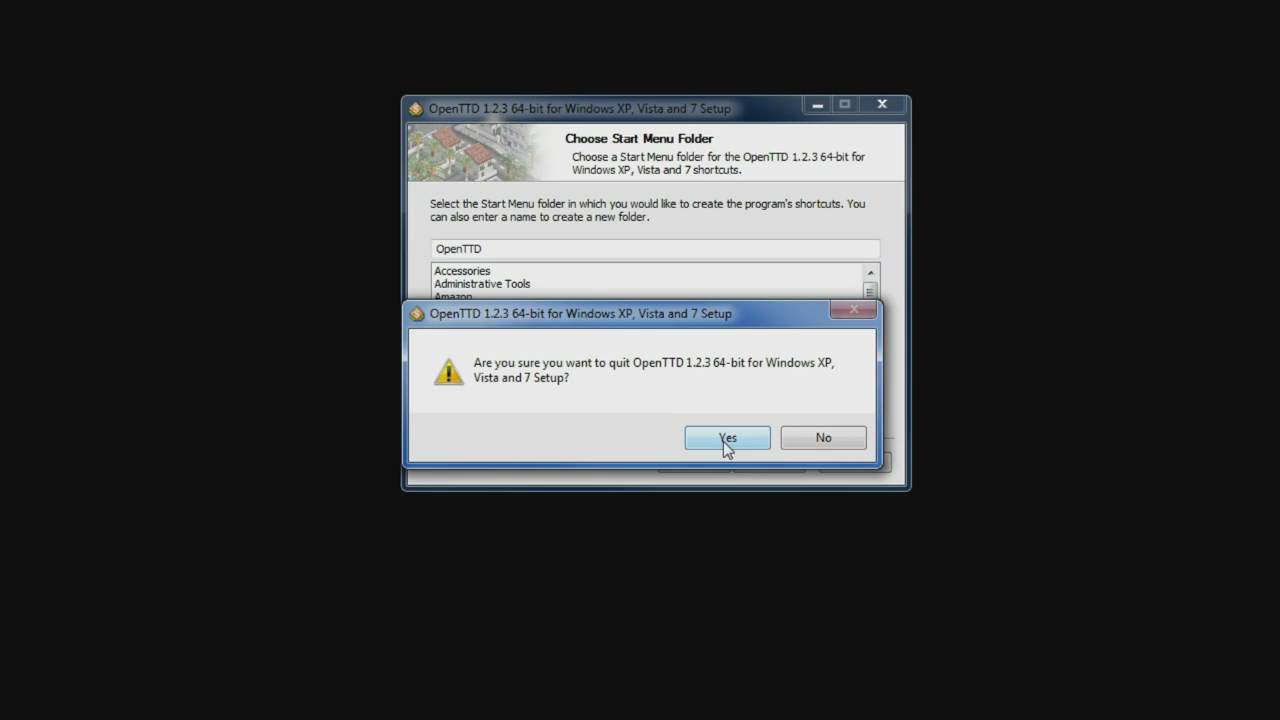 OpenTTD 1.2.3 64-bit for Windows XP, Vista and 7 Setup
Choose Start Menu Folder
Choose a Start Menu folder for the OpenTTD 1.2.3 64-bit for
Windows XP, Vista and 7 shortcuts.
Select the Start Menu folder in which you would like to create the program's shortcuts. You
can also enter a name to create a new folder.
OpenTTD
Accessories
Administrative Tools
Amazon
OpenTTD 1.2.3 64-bit for Windows XP, Vista and 7 Setup
Are you sure you want to quit OpenTTD 1.2.3 64-bit for Windows XP,
Vista and 7 Setup?
Yes
No